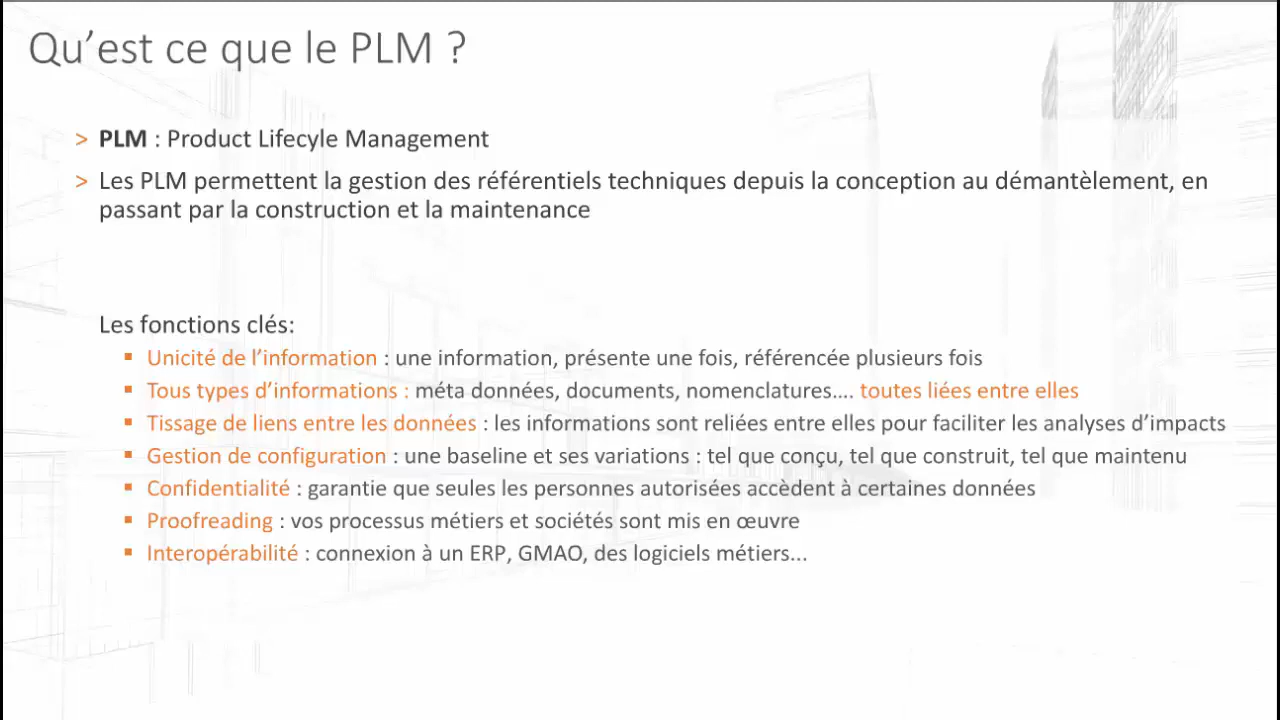 Qu’est ce que le PLM ?
> PLM : Product Lifecyle Management
> Les PLM permettent la gestion des référentiels techniques depuis la conception au démantèlement, en
passant par la construction et la maintenance
Les fonctions clés:
▪ Unicité de l’information : une information, présente une fois, référencée plusieurs fois
▪ Tous types d’informations : méta données, documents, nomenclatures…. toutes liées entre elles
▪ Tissage de liens entre les données : les informations sont reliées entre elles pour faciliter les analyses d’impacts
▪ Gestion de configuration : une baseline et ses variations : tel que conçu, tel que construit, tel que maintenu
▪ Confidentialité : garantie que seules les personnes autorisées accèdent à certaines données
▪ Proofreading : vos processus métiers et sociétés sont mis en œuvre
▪ Interopérabilité : connexion à un ERP, GMAO, des logiciels métiers...